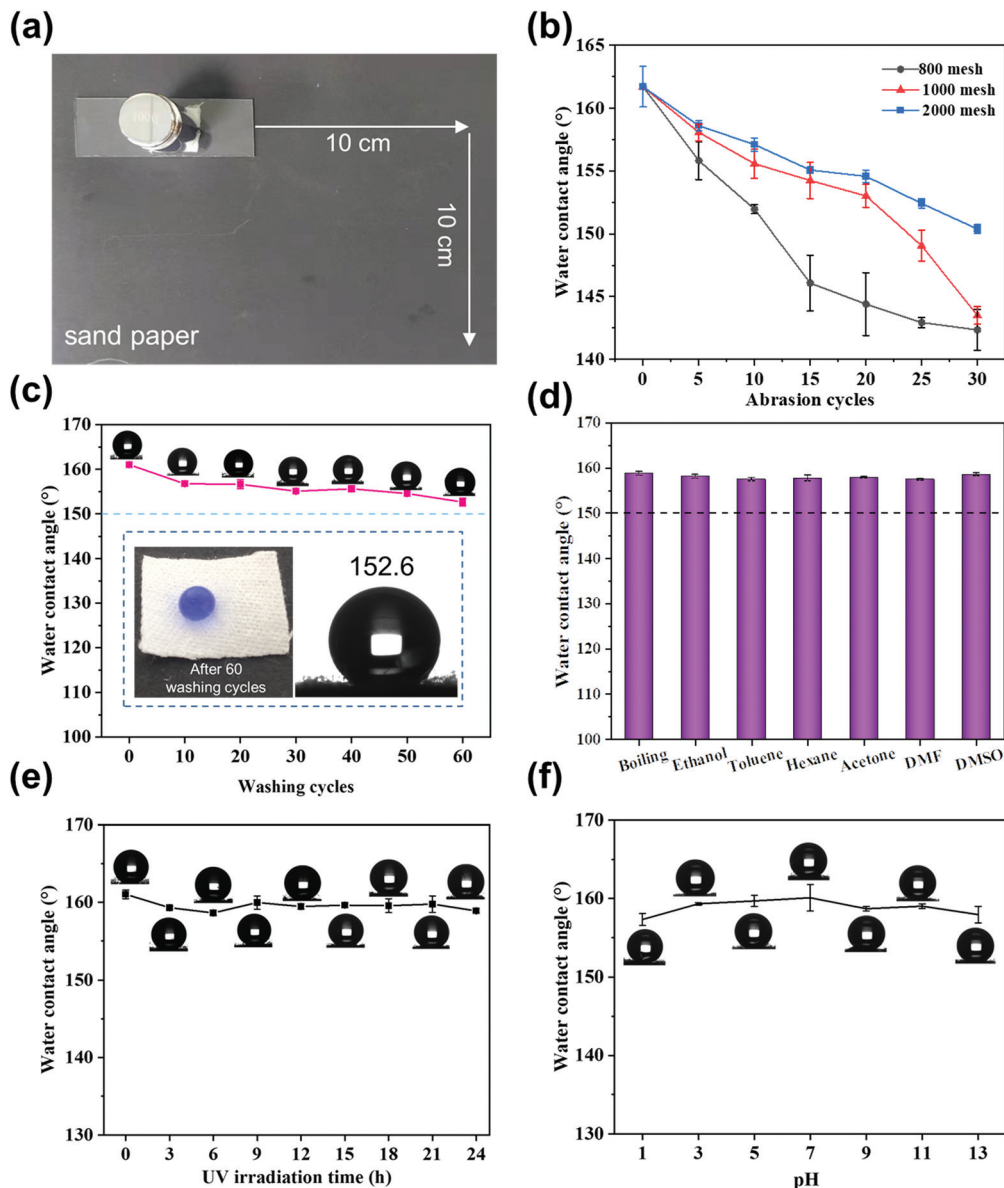 (a)
100g
10 cm
10 cm
sand paper
(b)
Water contact angle (°)
165
160
155
150
145
140
800 mesh
1000 mesh
2000 mesh
0 5 10 15 20 25 30
Abrasion cycles
(c)
Water contact angle (°)
170
160
150
140
130
120
110
100
152.6
After 60
washing cycles
0 10 20 30 40 50 60
Washing cycles
(d)
Water contact angle (°)
170
160
150
140
130
120
110
100
Boiling Ethanol Toluene Hexane Acetone DMF DMSO
(e)
Water contact angle (°)
170
160
150
140
130
0 3 6 9 12 15 18 21 24
UV irradiation time (h)
(f)
Water contact angle (°)
170
160
150
140
130
1 3 5 7 9 11 13
pH